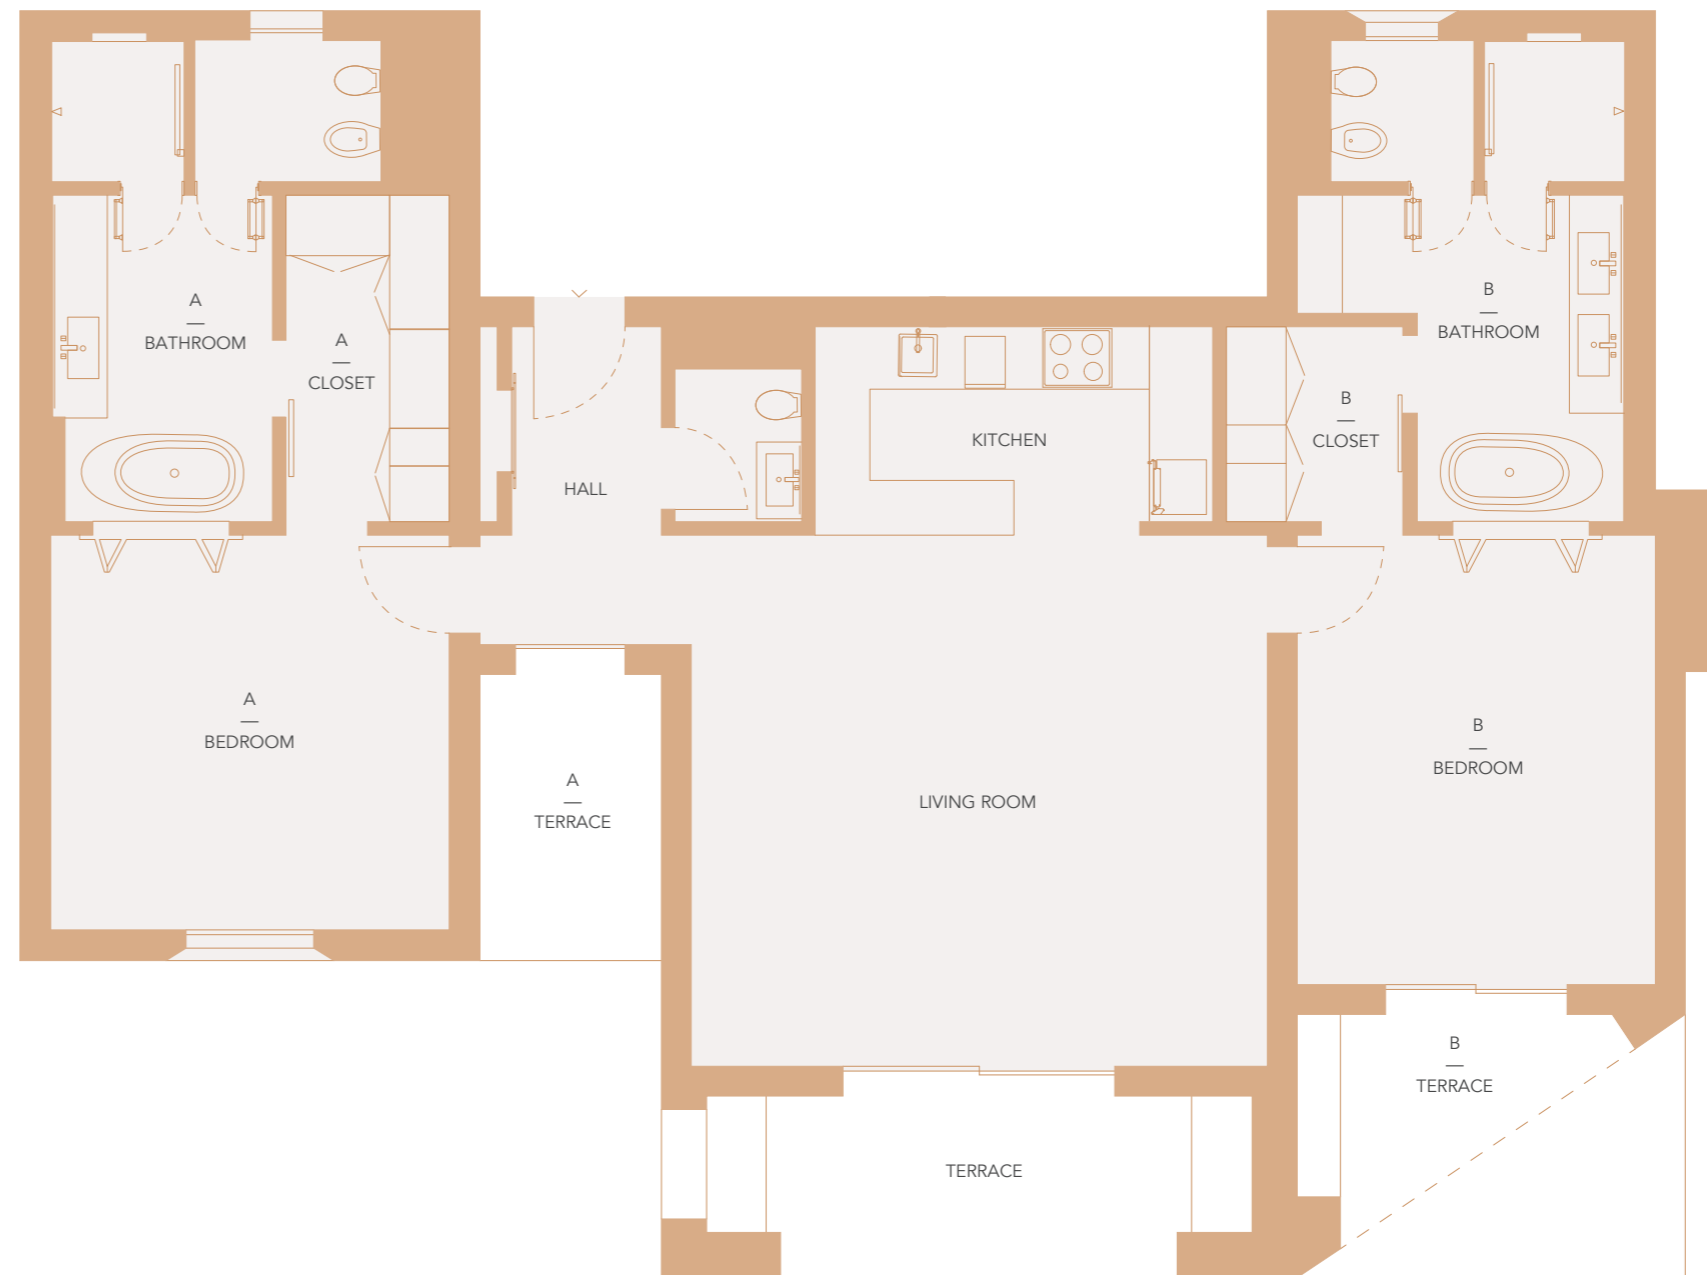 A
BATHROOM
A
CLOSET
HALL
KITCHEN
B
CLOSET
B
BATHROOM
A
BEDROOM
A
TERRACE
LIVING ROOM
B
BEDROOM
B
TERRACE
TERRACE